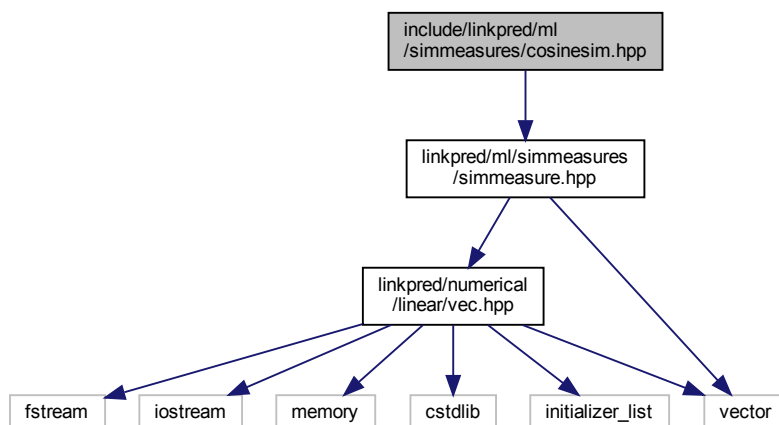 include/linkpred/ml
/simmeasures/cosinesim.hpp
linkpred/ml/simmeasures
/simmeasure.hpp
linkpred/numerical
/linear/vec.hpp
fstream
iostream
memory
cstdlib
initializer_list
vector